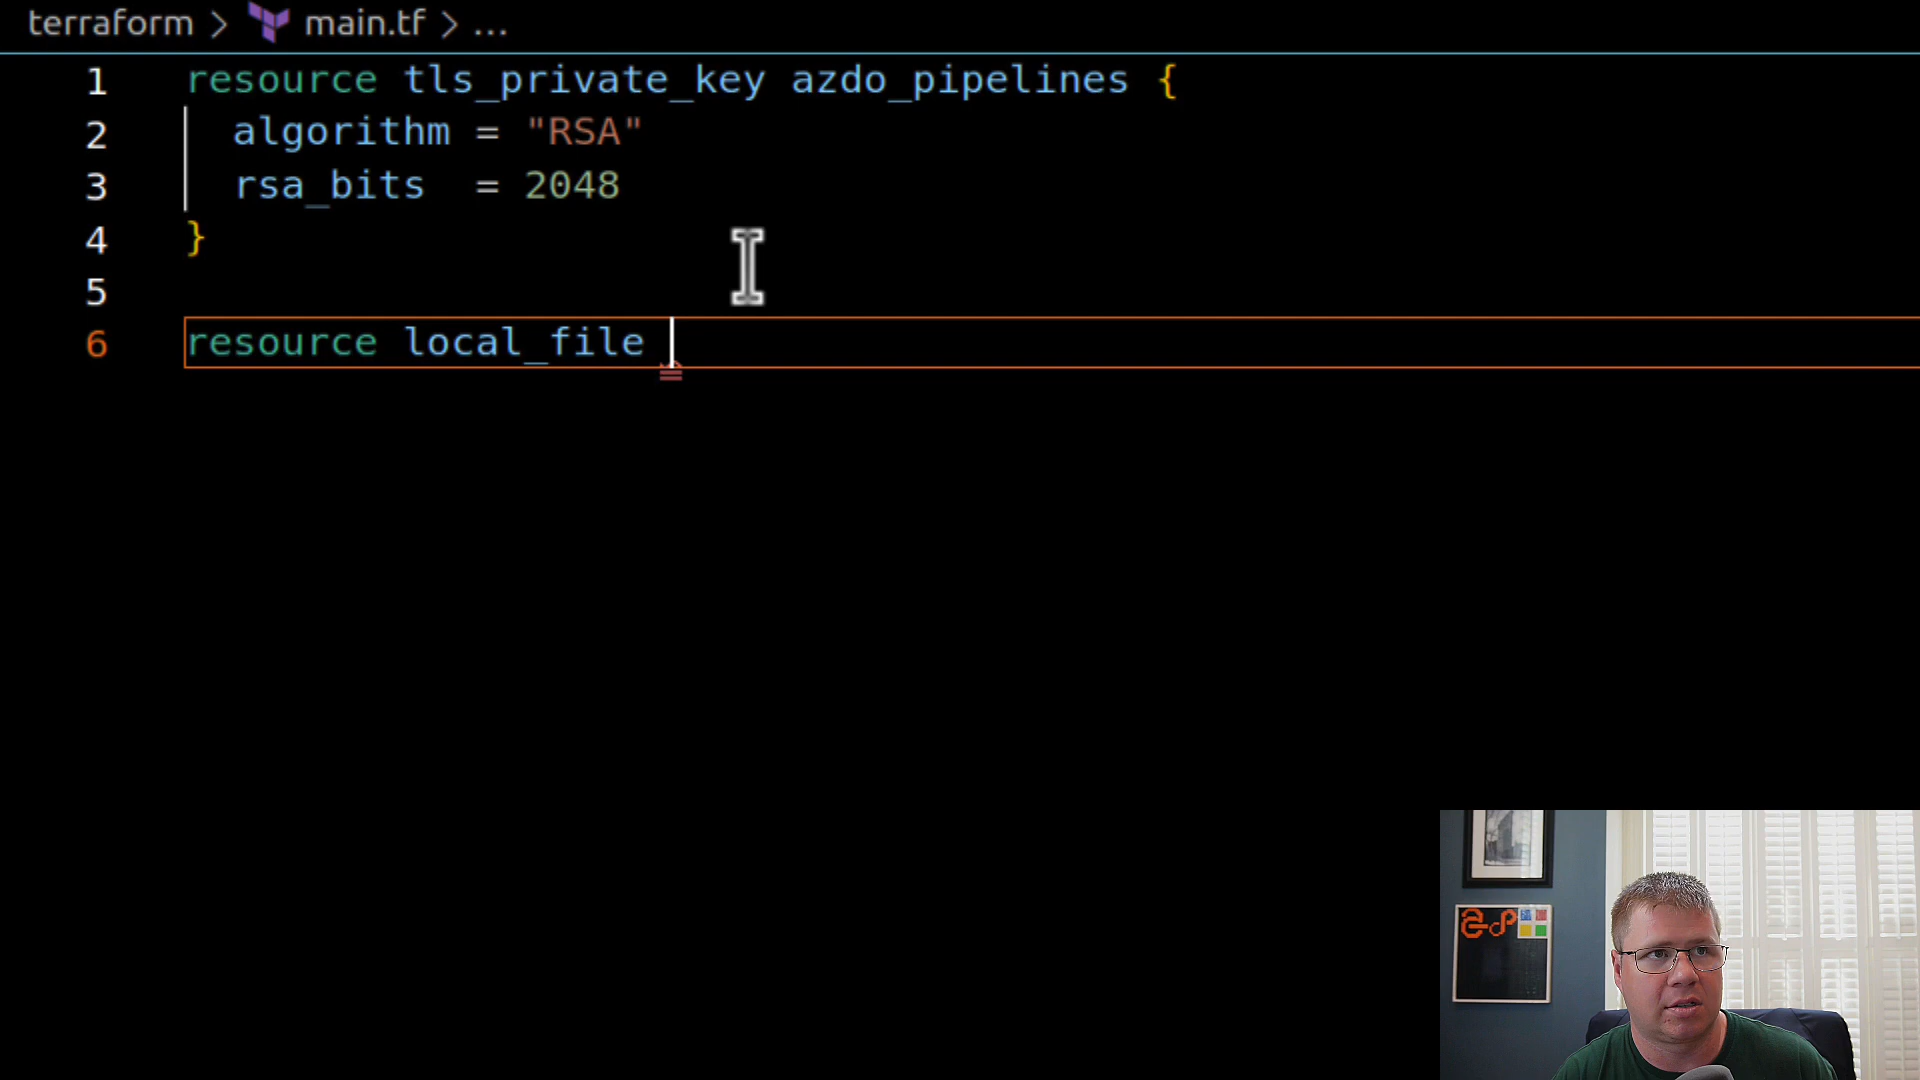 terraform > main.tf > ...
1 resource tls_private_key azdo_pipelines {
2 algorithm = "RSA"
3 rsa_bits = 2048
4 }
5
6 resource local_file